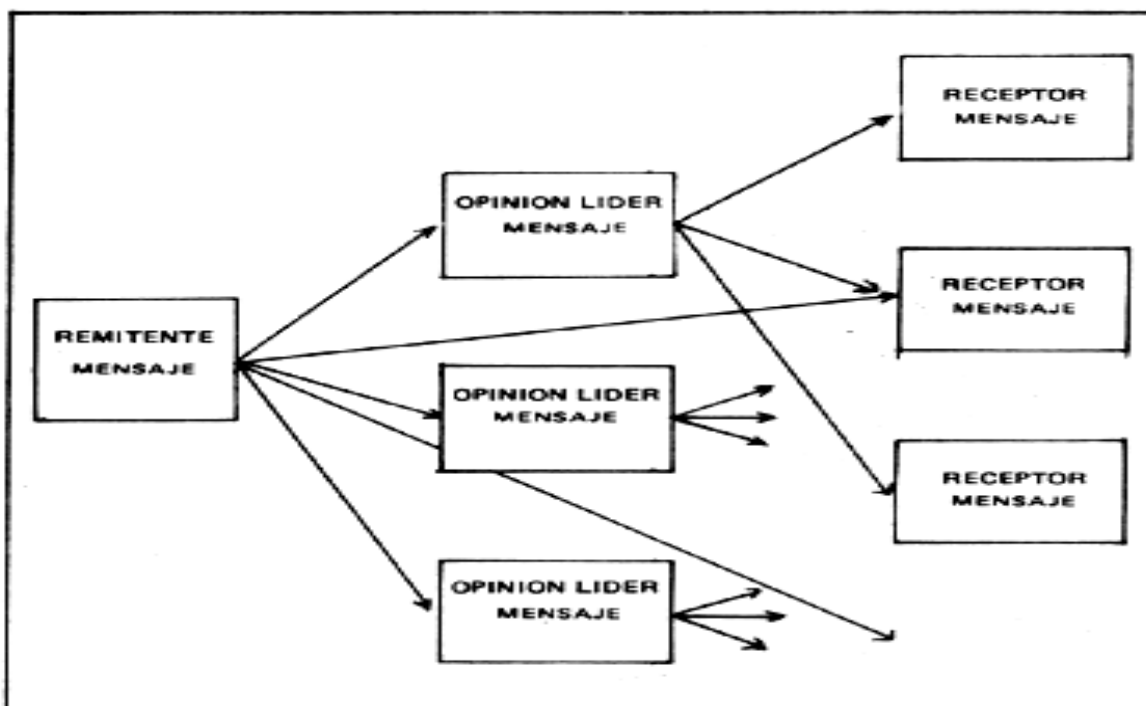 REMITENTE
MENSAJE
OPINION LIDER
MENSAJE
OPINION LIDER
MENSAJE
OPINION LIDER
MENSAJE
RECEPTOR
MENSAJE
RECEPTOR
MENSAJE
RECEPTOR
MENSAJE